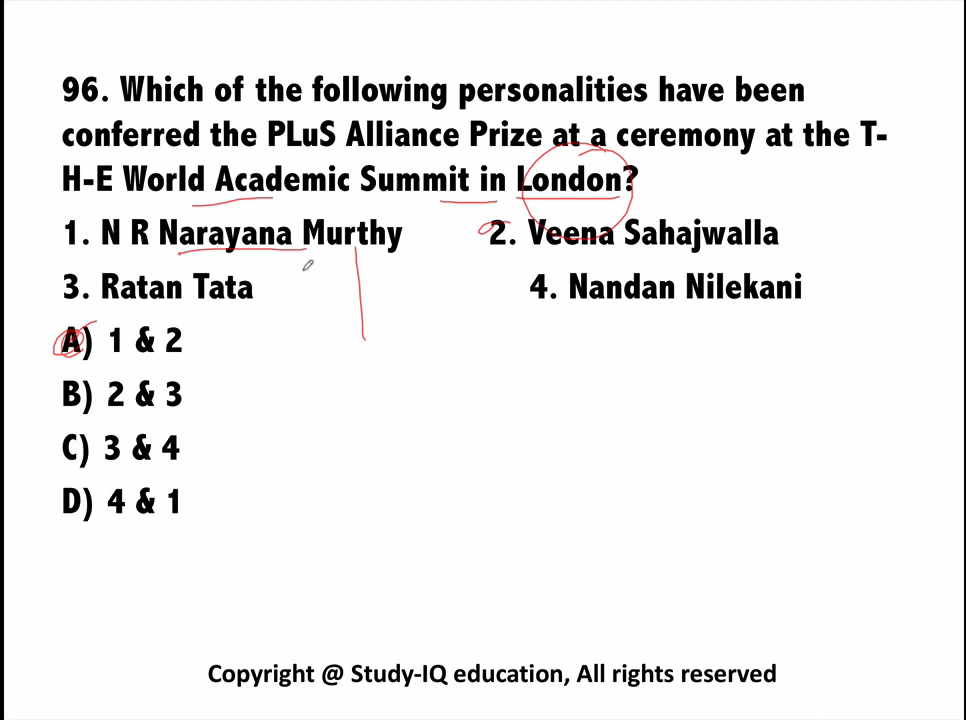 96. Which of the following personalities have been
conferred the PLuS Alliance Prize at a ceremony at the T-
H-E World Academic Summit in London?
1. N R Narayana Murthy 2. Veena Sahajwalla
3. Ratan Tata 4. Nandan Nilekani
A) 1 & 2
B) 2 & 3
C) 3 & 4
D) 4 & 1
Copyright @ Study-IQ education, All rights reserved